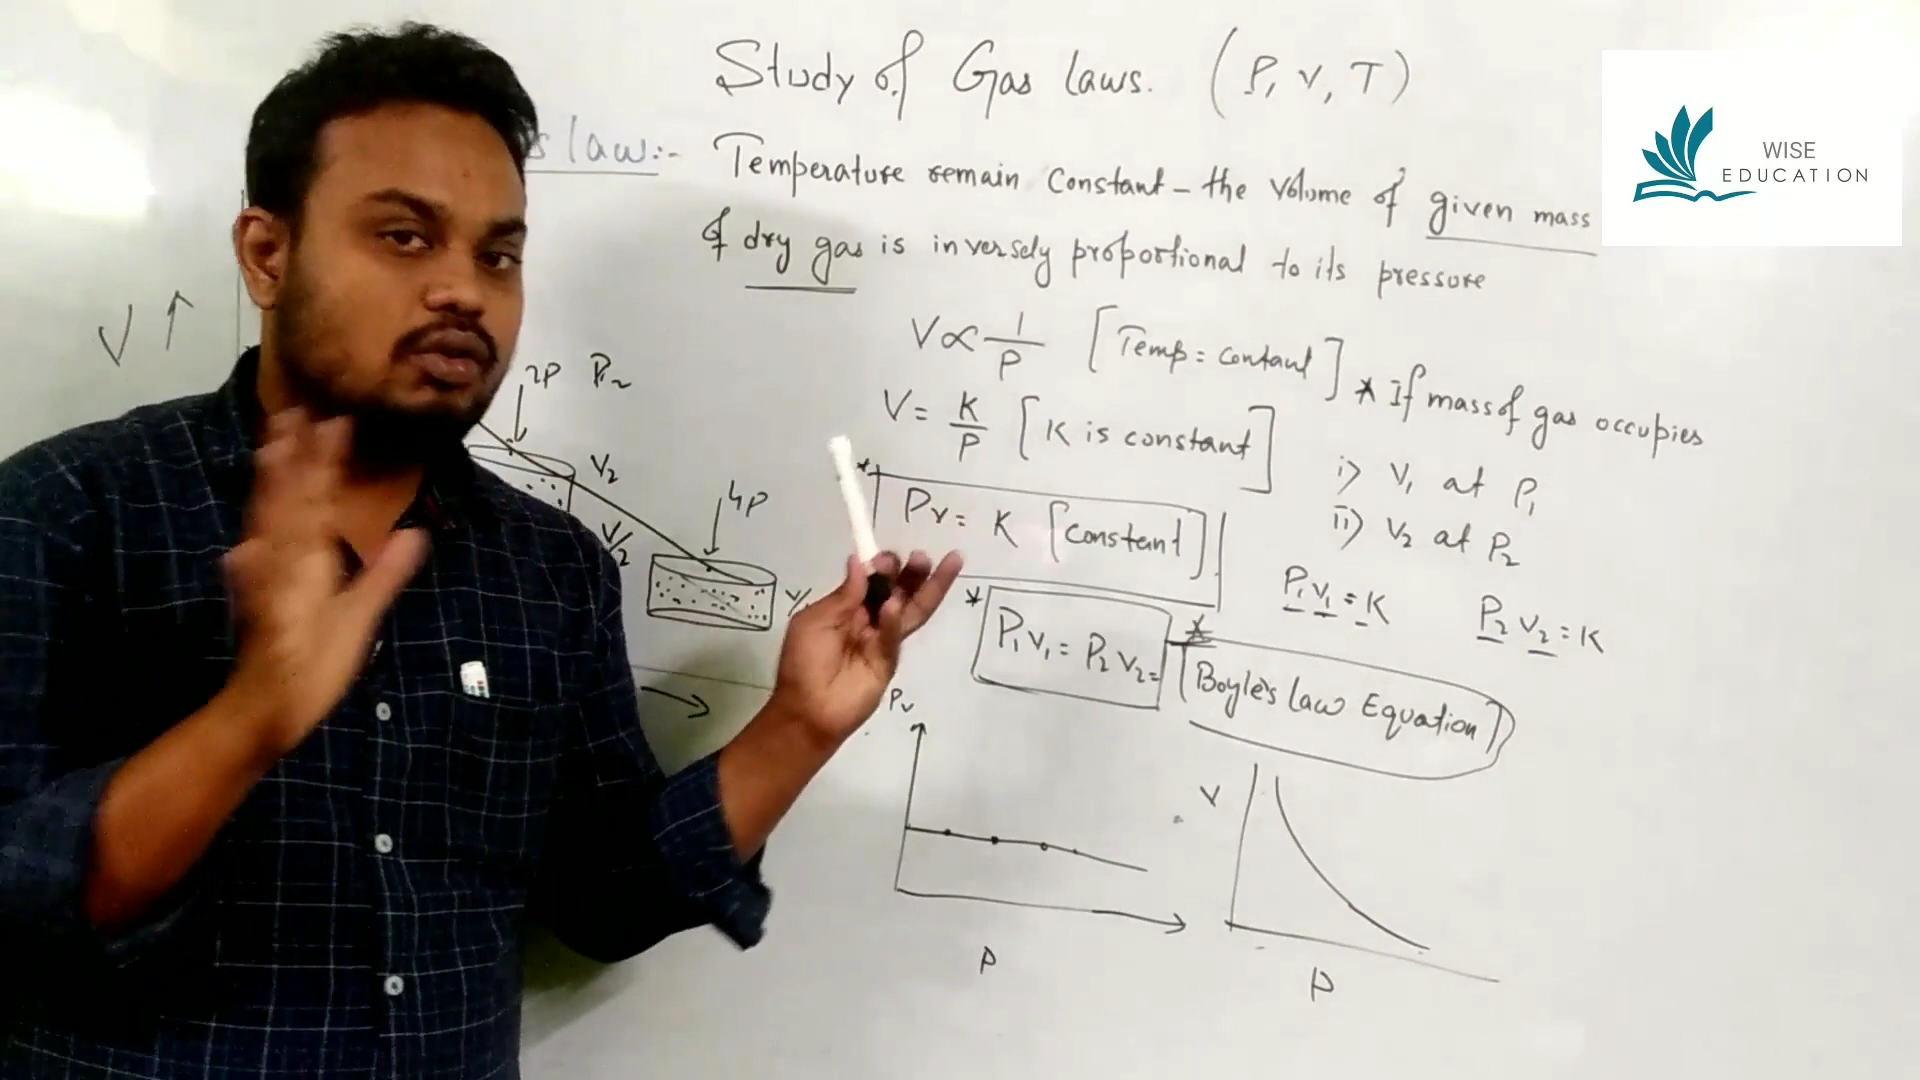 Study of Gas laws. (P, V, T)
WISE
EDUCATION
s law:- Temperature remain Constant - the volume of given mass
of dry gas is inversely proportional to its pressure
V ↑
V ∝ 1/P [Temp = contant]
* If mass of gas occupies
2P
V = K/P [K is constant]
i) V₁ at P₁
V₂
4P
* PV = K [Constant]
ii) V₂ at P₂
V/2
P₁V₁ = K P₂V₂ = K
* P₁V₁ = P₂V₂ = * [Boyle's law Equation]
PV
V
P
P